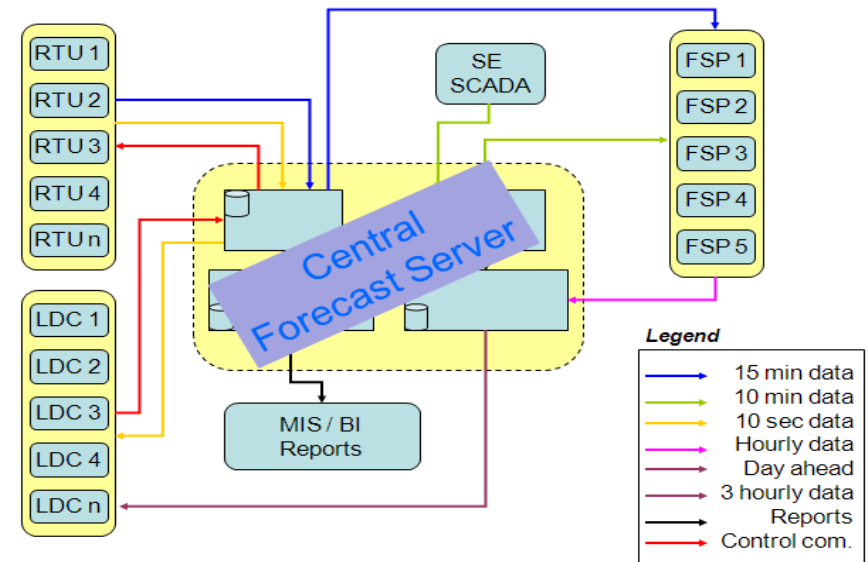 RTU 1
RTU 2
RTU 3
RTU 4
RTU n
SE
SCADA
FSP 1
FSP 2
FSP 3
FSP 4
FSP 5
Central
Forecast Server
LDC 1
LDC 2
LDC 3
LDC 4
LDC n
MIS / BI
Reports
Legend
15 min data
10 min data
10 sec data
Hourly data
Day ahead
3 hourly data
Reports
Control com.